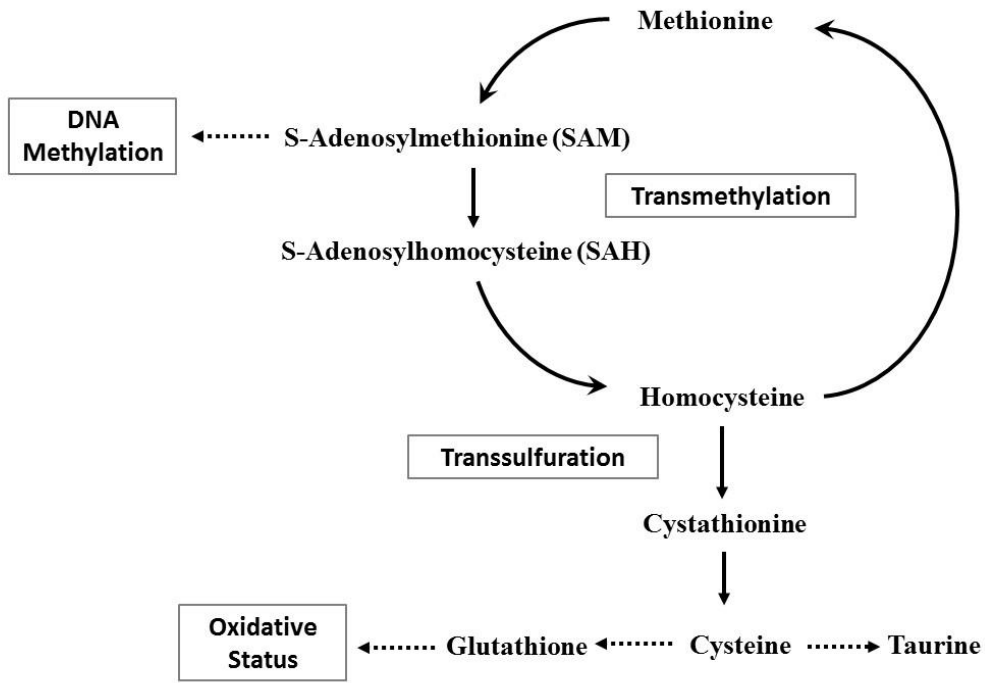 Methionine
DNA
Methylation
S-Adenosylmethionine (SAM)
Transmethylation
S-Adenosylhomocysteine (SAH)
Homocysteine
Transsulfuration
Cystathionine
Oxidative
Status
Glutathione
Cysteine
Taurine